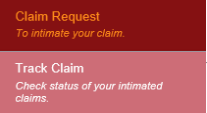 Claim Request
To intimate your claim.
Track Claim
Check status of your intimated
claims.